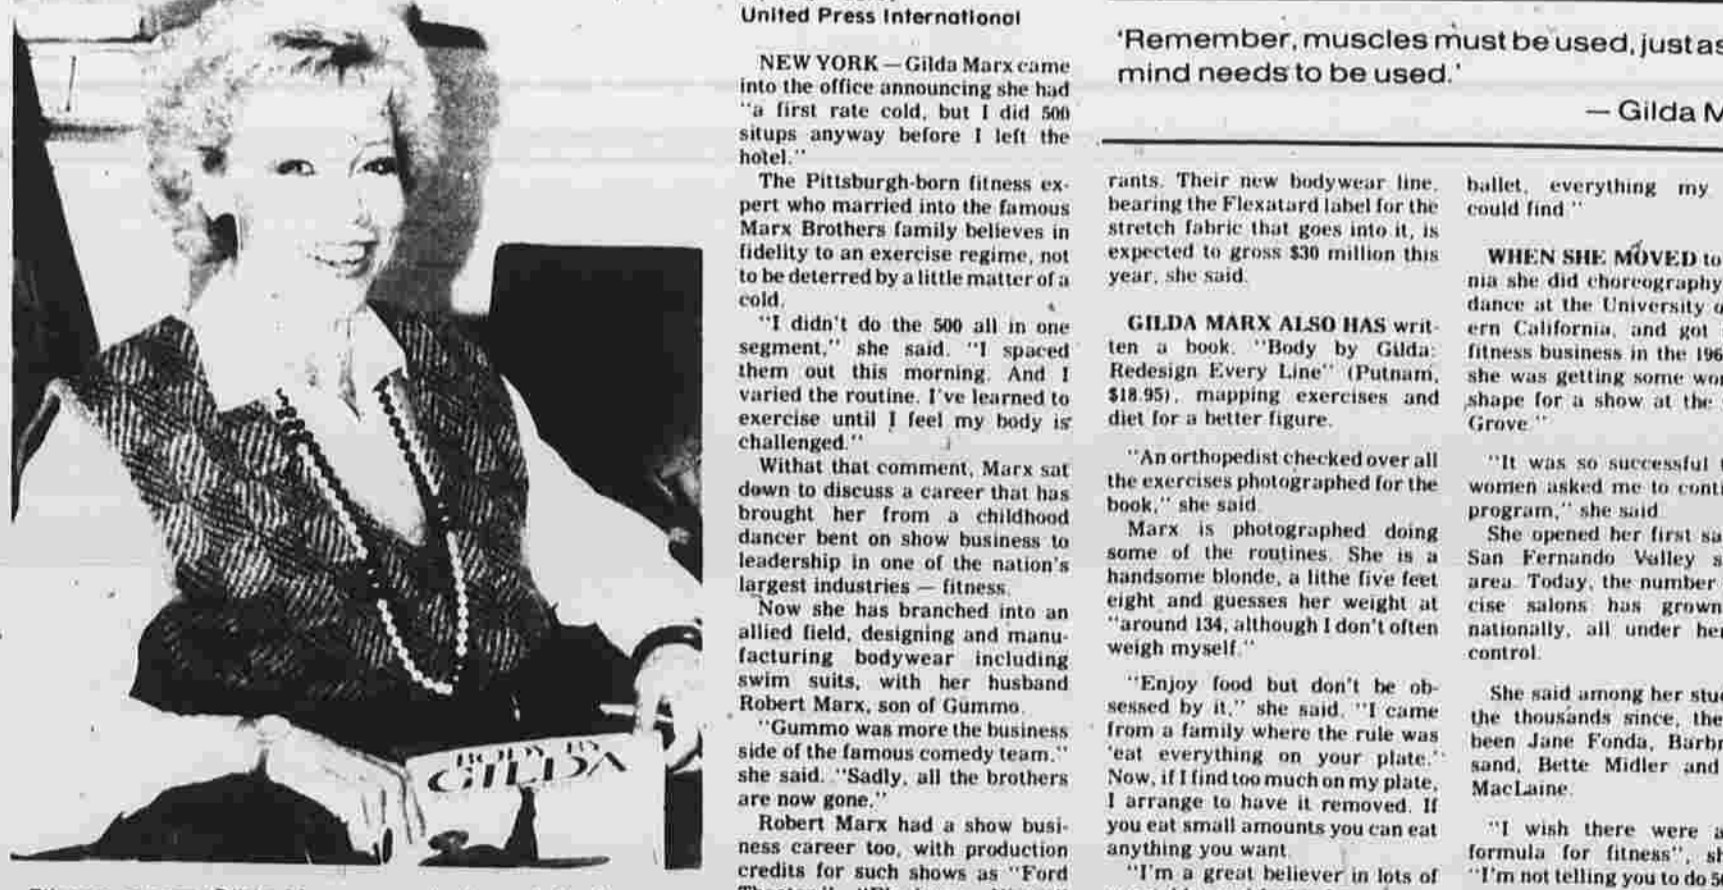 BODY BY
GILDA
United Press International
NEW YORK — Gilda Marx came
into the office announcing she had
"a first rate cold, but I did 500
situps anyway before I left the
hotel."
The Pittsburgh-born fitness ex-
pert who married into the famous
Marx Brothers family believes in
fidelity to an exercise regime, not
to be deterred by a little matter of a
cold.
"I didn't do the 500 all in one
segment," she said. "I spaced
them out this morning. And I
varied the routine. I've learned to
exercise until I feel my body is
challenged."
Withat that comment, Marx sat
down to discuss a career that has
brought her from a childhood
dancer bent on show business to
leadership in one of the nation's
largest industries — fitness.
Now she has branched into an
allied field, designing and manu-
facturing bodywear including
swim suits, with her husband
Robert Marx, son of Gummo.
"Gummo was more the business
side of the famous comedy team."
she said. "Sadly, all the brothers
are now gone."
Robert Marx had a show busi-
ness career too, with production
credits for such shows as "Ford
'Remember, muscles must be used, just as
mind needs to be used.'
— Gilda M
rants. Their new bodywear line,
bearing the Flexatard label for the
stretch fabric that goes into it, is
expected to gross $30 million this
year, she said.
GILDA MARX ALSO HAS writ-
ten a book. "Body by Gilda:
Redesign Every Line" (Putnam,
$18.95), mapping exercises and
diet for a better figure.
"An orthopedist checked over all
the exercises photographed for the
book," she said.
Marx is photographed doing
some of the routines. She is a
handsome blonde, a lithe five feet
eight and guesses her weight at
"around 134, although I don't often
weigh myself."
"Enjoy food but don't be ob-
sessed by it," she said. "I came
from a family where the rule was
'eat everything on your plate.'
Now, if I find too much on my plate,
I arrange to have it removed. If
you eat small amounts you can eat
anything you want.
"I'm a great believer in lots of
ballet, everything my
could find"
WHEN SHE MOVED to
nia she did choreography
dance at the University o
ern California, and got
fitness business in the 196
she was getting some wo
shape for a show at the
Grove."
"It was so successful
women asked me to conti
program," she said.
She opened her first sa
San Fernando Valley s
area. Today, the number
cise salons has grown
nationally, all under her
control.
She said among her stu
the thousands since, the
been Jane Fonda, Barbr
sand, Bette Midler and
MacLaine.
"I wish there were a
formula for fitness", sh
"I'm not telling you to do 5